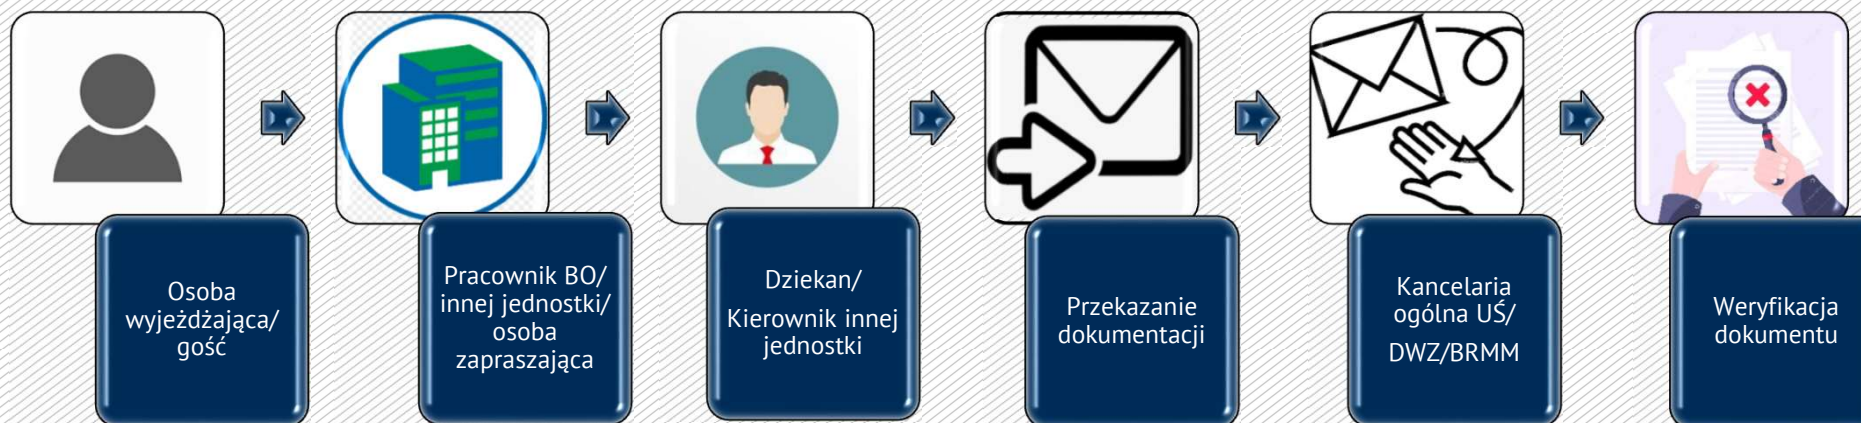 Osoba
wyjeżdżająca/
gość
Pracownik BO/
innej jednostki/
osoba
zapraszająca
Dziekan/
Kierownik innej
jednostki
Przekazanie
dokumentacji
Kancelaria
ogólna UŚ/
DWZ/BRMM
Weryfikacja
dokumentu